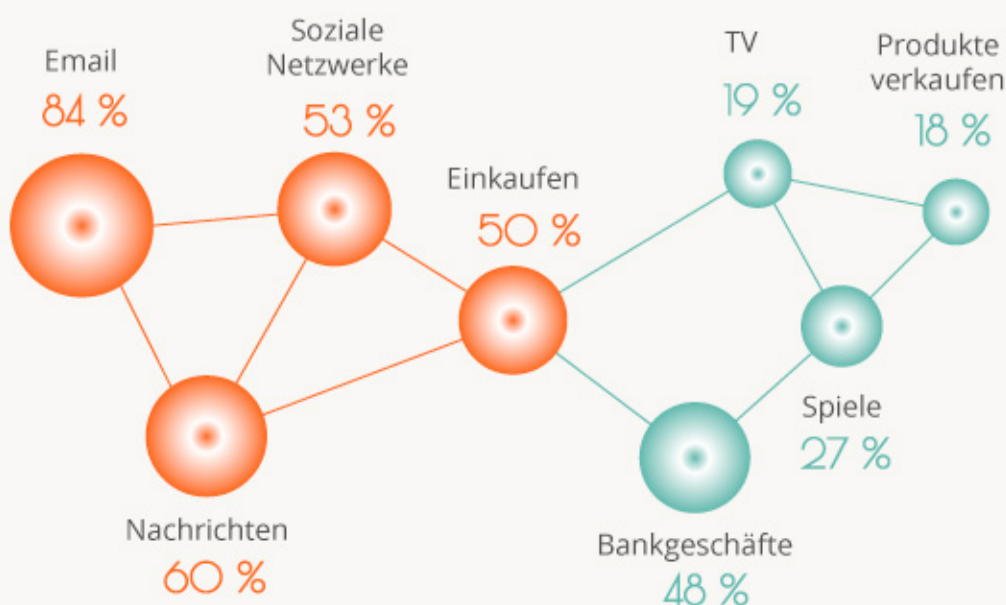 Email
84 %
Soziale
Netzwerke
53 %
Einkaufen
50 %
Nachrichten
60 %
TV
19 %
Produkte
verkaufen
18 %
Spiele
27 %
Bankgeschäfte
48 %